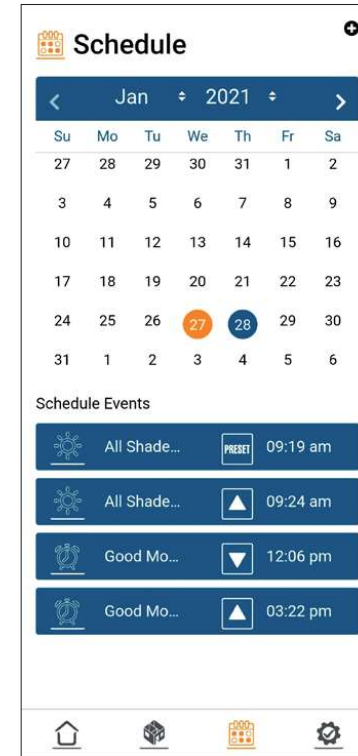 Schedule
Jan 2021
Su Mo Tu We Th Fr Sa
27 28 29 30 31 1 2
3 4 5 6 7 8 9
10 11 12 13 14 15 16
17 18 19 20 21 22 23
24 25 26 27 28 29 30
31 1 2 3 4 5 6
Schedule Events
All Shade... PRESET 09:19 am
All Shade... 09:24 am
Good Mo... 12:06 pm
Good Mo... 03:22 pm